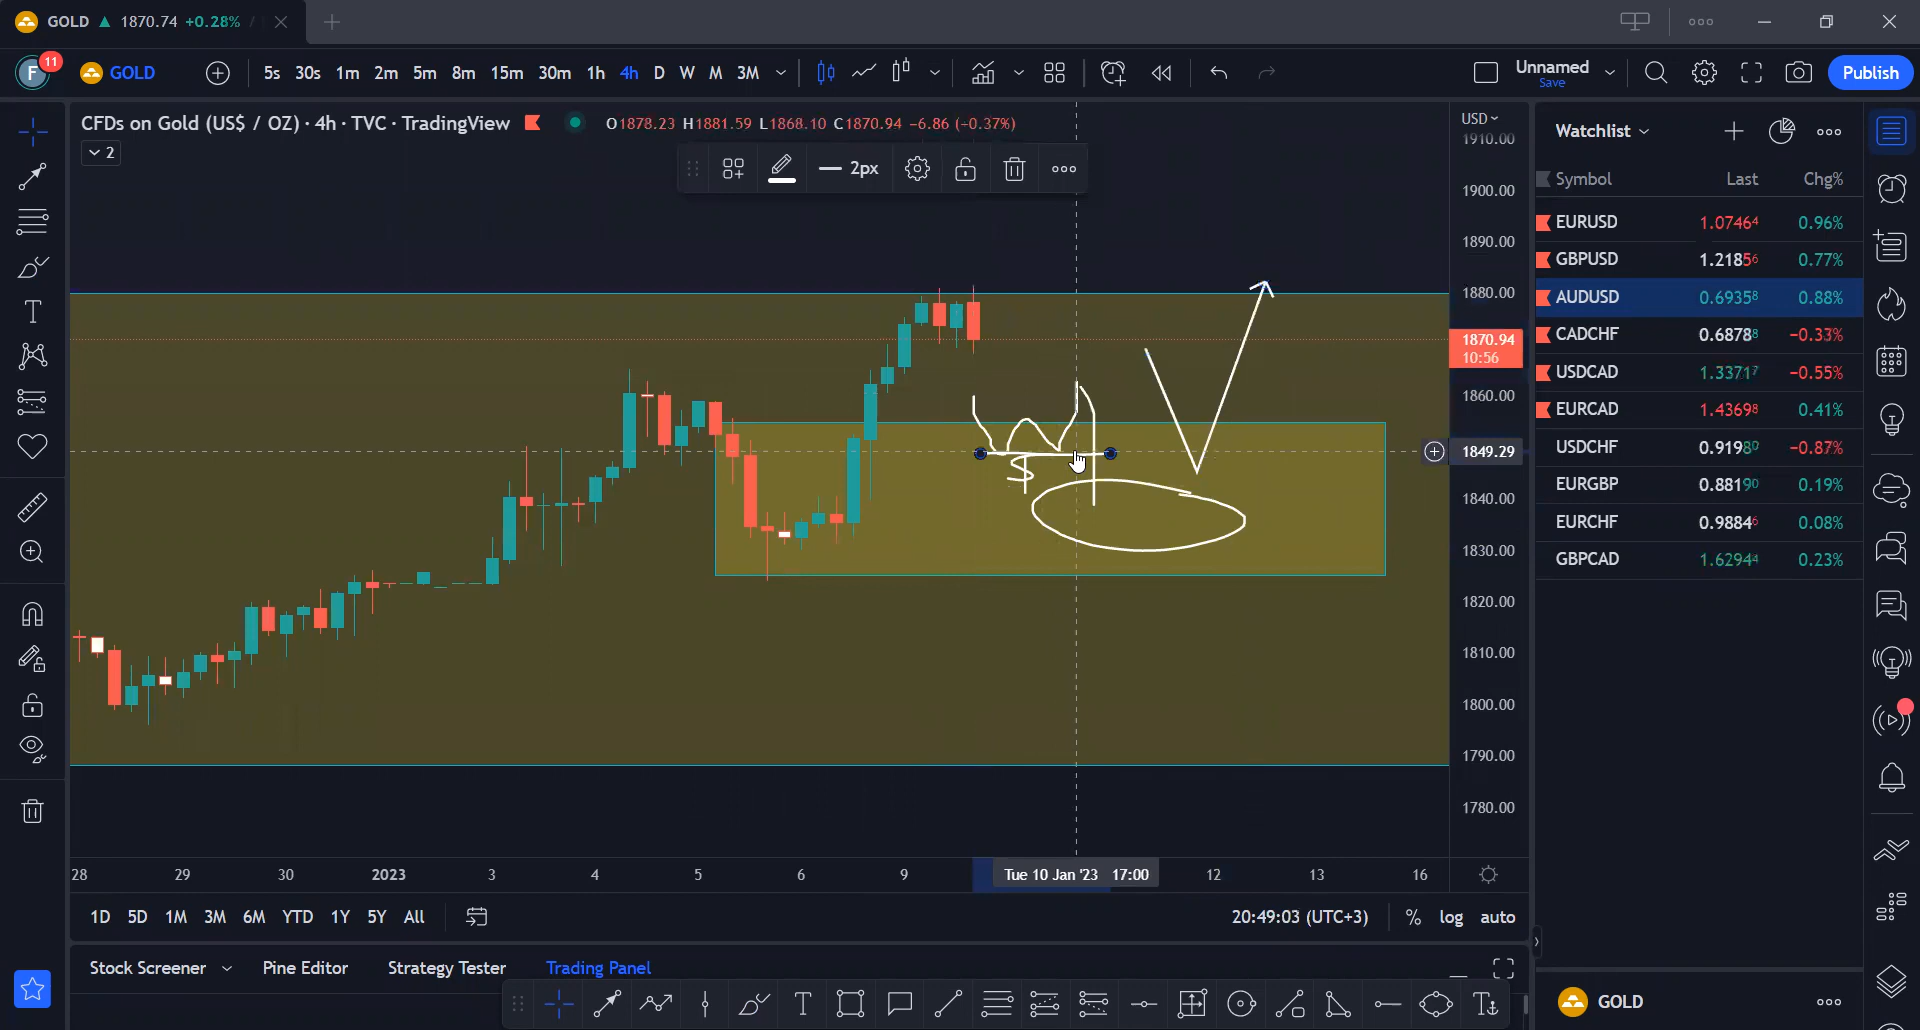 GOLD ▲ 1870.74 +0.28% /
F 11 GOLD 5s 30s 1m 2m 5m 8m 15m 30m 1h 4h D W M 3M Unnamed Save Publish
CFDs on Gold (US$ / OZ) · 4h · TVC · TradingView O1878.23 H1881.59 L1868.10 C1870.94 −6.86 (−0.37%)
2
2px
USD
1910.00
1900.00
1890.00
1880.00
1870.94
10:56
1860.00
1849.29
1840.00
1830.00
1820.00
1810.00
1800.00
1790.00
1780.00
$
28 29 30 2023 3 4 5 6 9 Tue 10 Jan '23 17:00 12 13 16
1D 5D 1M 3M 6M YTD 1Y 5Y All 20:49:03 (UTC+3) % log auto
Stock Screener Pine Editor Strategy Tester Trading Panel
Watchlist
Symbol Last Chg%
EURUSD 1.07464 0.96%
GBPUSD 1.21856 0.77%
AUDUSD 0.69358 0.88%
CADCHF 0.68788 −0.33%
USDCAD 1.33717 −0.55%
EURCAD 1.43698 0.41%
USDCHF 0.91980 −0.87%
EURGBP 0.88190 0.19%
EURCHF 0.98846 0.08%
GBPCAD 1.62944 0.23%
GOLD